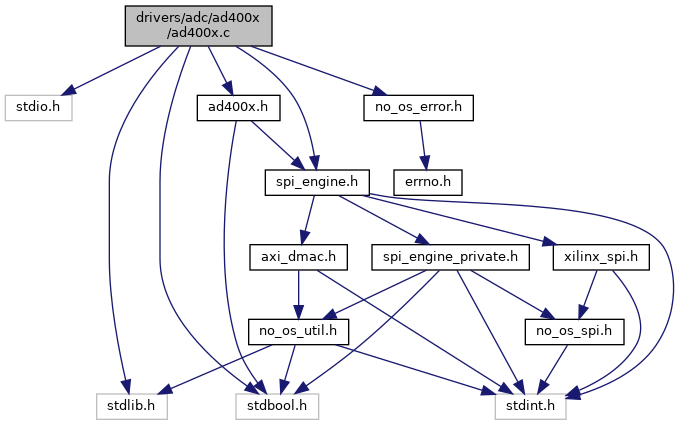 drivers/adc/ad400x
/ad400x.c
stdio.h
ad400x.h
no_os_error.h
spi_engine.h
errno.h
axi_dmac.h
spi_engine_private.h
xilinx_spi.h
no_os_util.h
no_os_spi.h
stdlib.h
stdbool.h
stdint.h